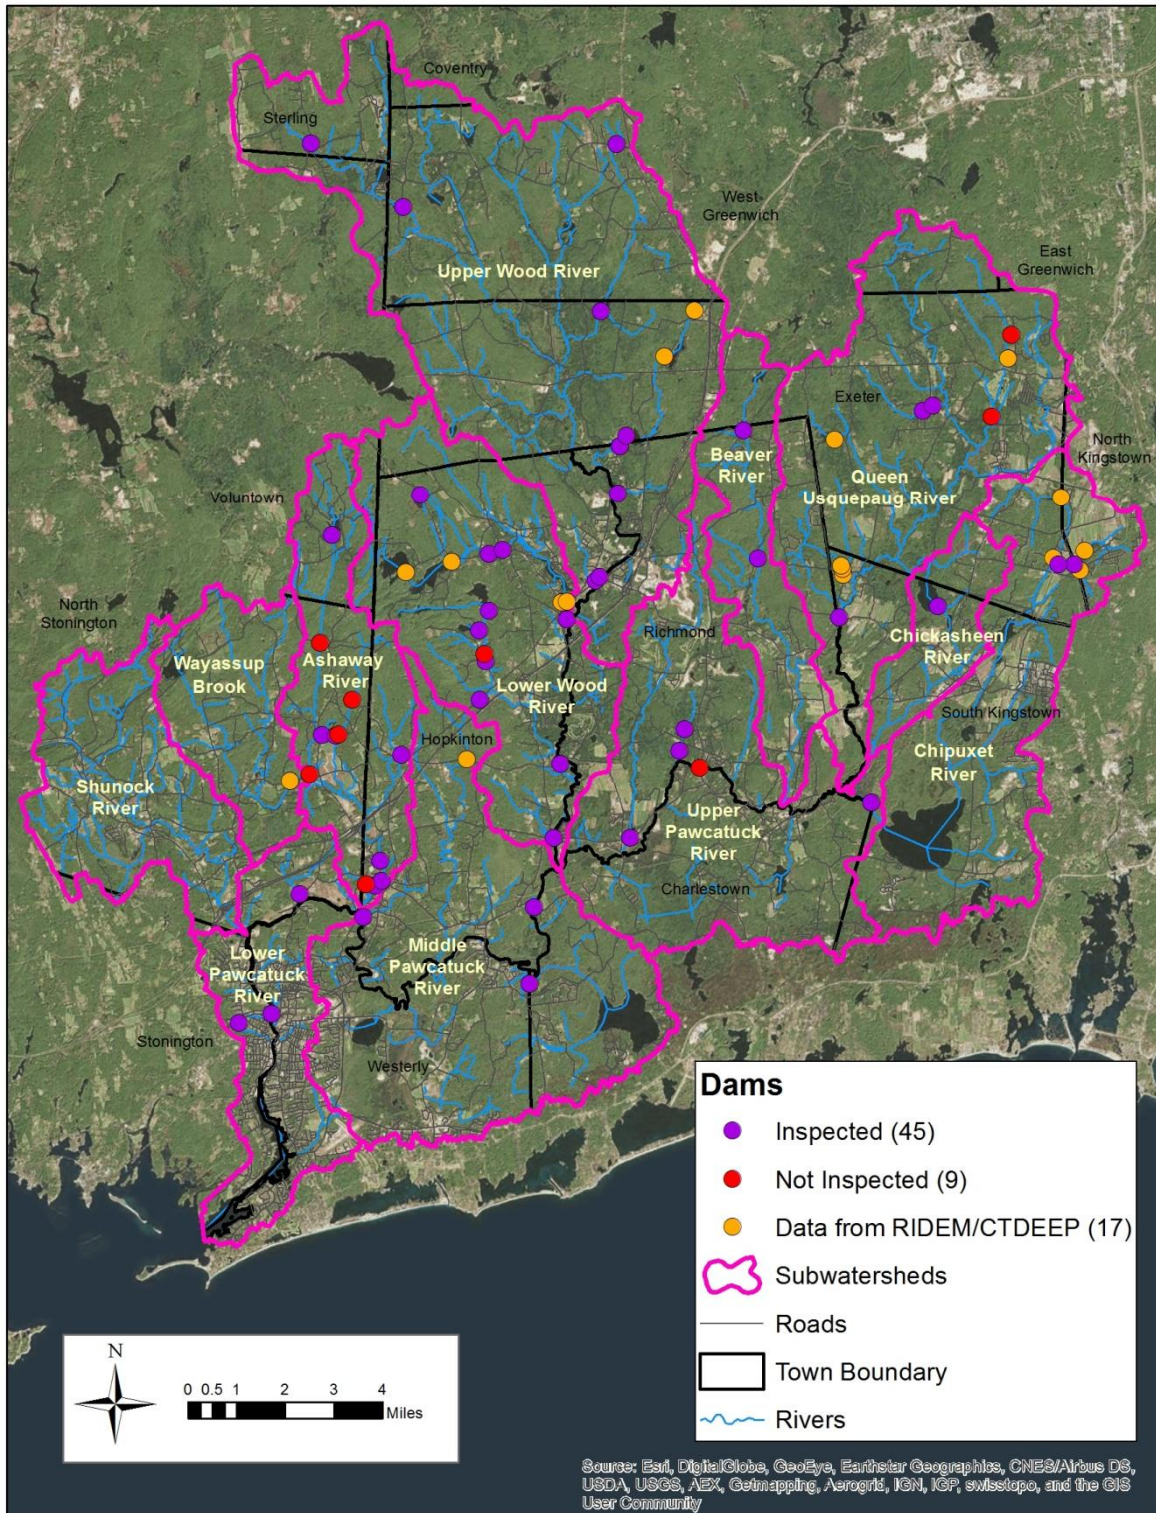 Coventry
Sterling
West
Greenwich
East
Greenwich
Upper Wood River
Exeter
North
Kingstown
Beaver
River
Queen
Usquepaug River
Voluntown
North
Stonington
Wayassup
Brook
Ashaway
River
Richmond
Chickasheen
River
Lower Wood
River
Hopkinton
South Kingstown
Chipuxet
River
Shunock
River
Upper
Pawcatuck
River
Charlestown
Lower
Pawcatuck
River
Middle
Pawcatuck
River
Stonington
Westerly
Dams
Inspected (45)
Not Inspected (9)
Data from RIDEM/CTDEEP (17)
Subwatersheds
Roads
Town Boundary
Rivers
N
0 0.5 1 2 3 4
Miles
Source: Esri, DigitalGlobe, GeoEye, Earthstar Geographics, CNES/Airbus DS,
USDA, USGS, AEX, Getmapping, Aerogrid, IGN, IGP, swisstopo, and the GIS
User Community